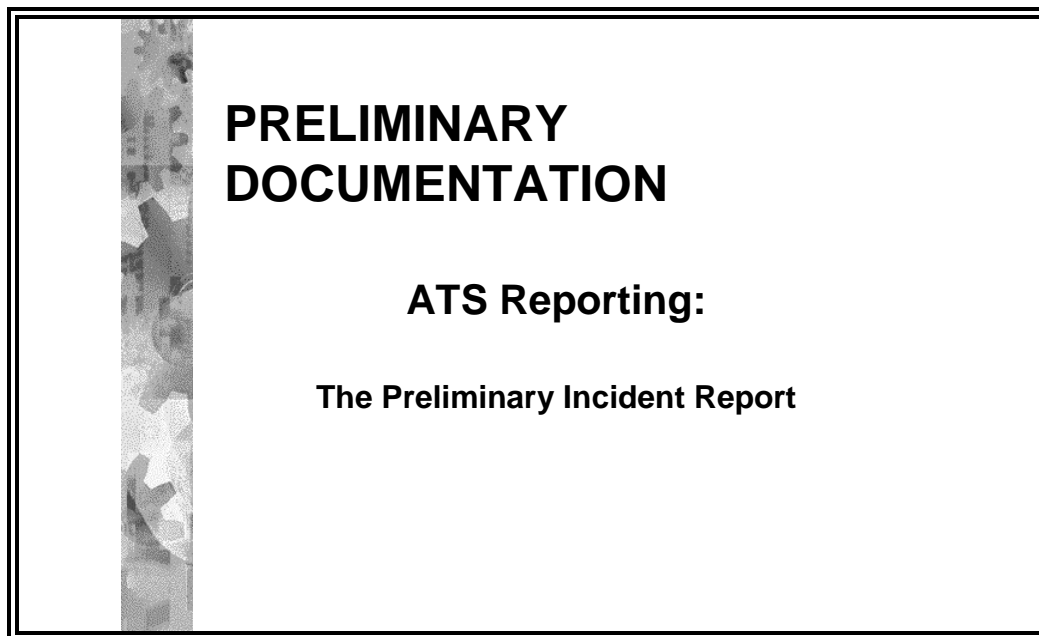 PRELIMINARY
DOCUMENTATION
ATS Reporting:
The Preliminary Incident Report